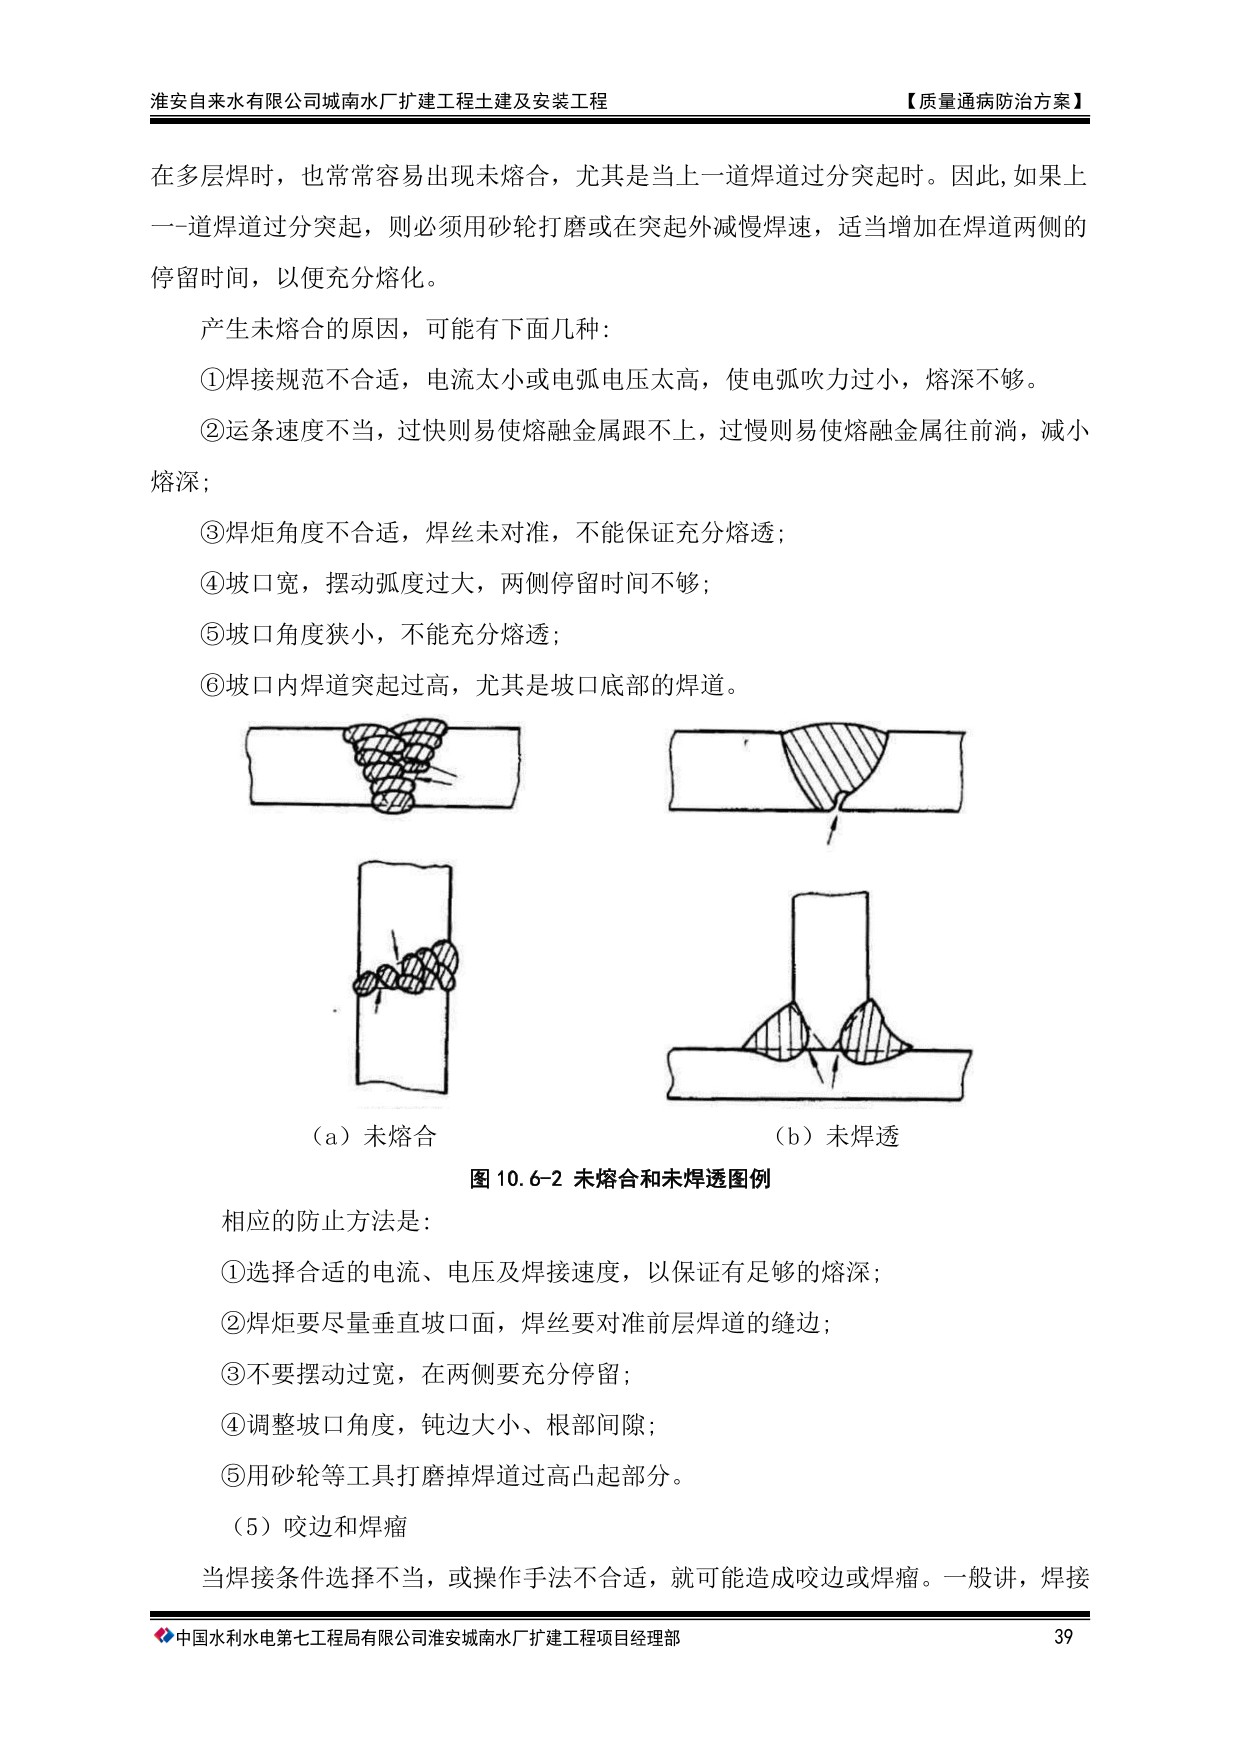 淮安自来水有限公司城南水厂扩建工程土建及安装工程 【质量通病防治方案】
在多层焊时，也常常容易出现未熔合，尤其是当上一道焊道过分突起时。因此,如果上
一-道焊道过分突起，则必须用砂轮打磨或在突起外减慢焊速，适当增加在焊道两侧的
停留时间，以便充分熔化。
产生未熔合的原因，可能有下面几种:
①焊接规范不合适，电流太小或电弧电压太高，使电弧吹力过小，熔深不够。
②运条速度不当，过快则易使熔融金属跟不上，过慢则易使熔融金属往前淌，减小
熔深;
③焊炬角度不合适，焊丝未对准，不能保证充分熔透;
④坡口宽，摆动弧度过大，两侧停留时间不够;
⑤坡口角度狭小，不能充分熔透;
⑥坡口内焊道突起过高，尤其是坡口底部的焊道。
（a）未熔合 （b）未焊透
图 10.6-2 未熔合和未焊透图例
相应的防止方法是:
①选择合适的电流、电压及焊接速度，以保证有足够的熔深;
②焊炬要尽量垂直坡口面，焊丝要对准前层焊道的缝边;
③不要摆动过宽，在两侧要充分停留;
④调整坡口角度，钝边大小、根部间隙;
⑤用砂轮等工具打磨掉焊道过高凸起部分。
（5）咬边和焊瘤
当焊接条件选择不当，或操作手法不合适，就可能造成咬边或焊瘤。一般讲，焊接
中国水利水电第七工程局有限公司淮安城南水厂扩建工程项目经理部 39